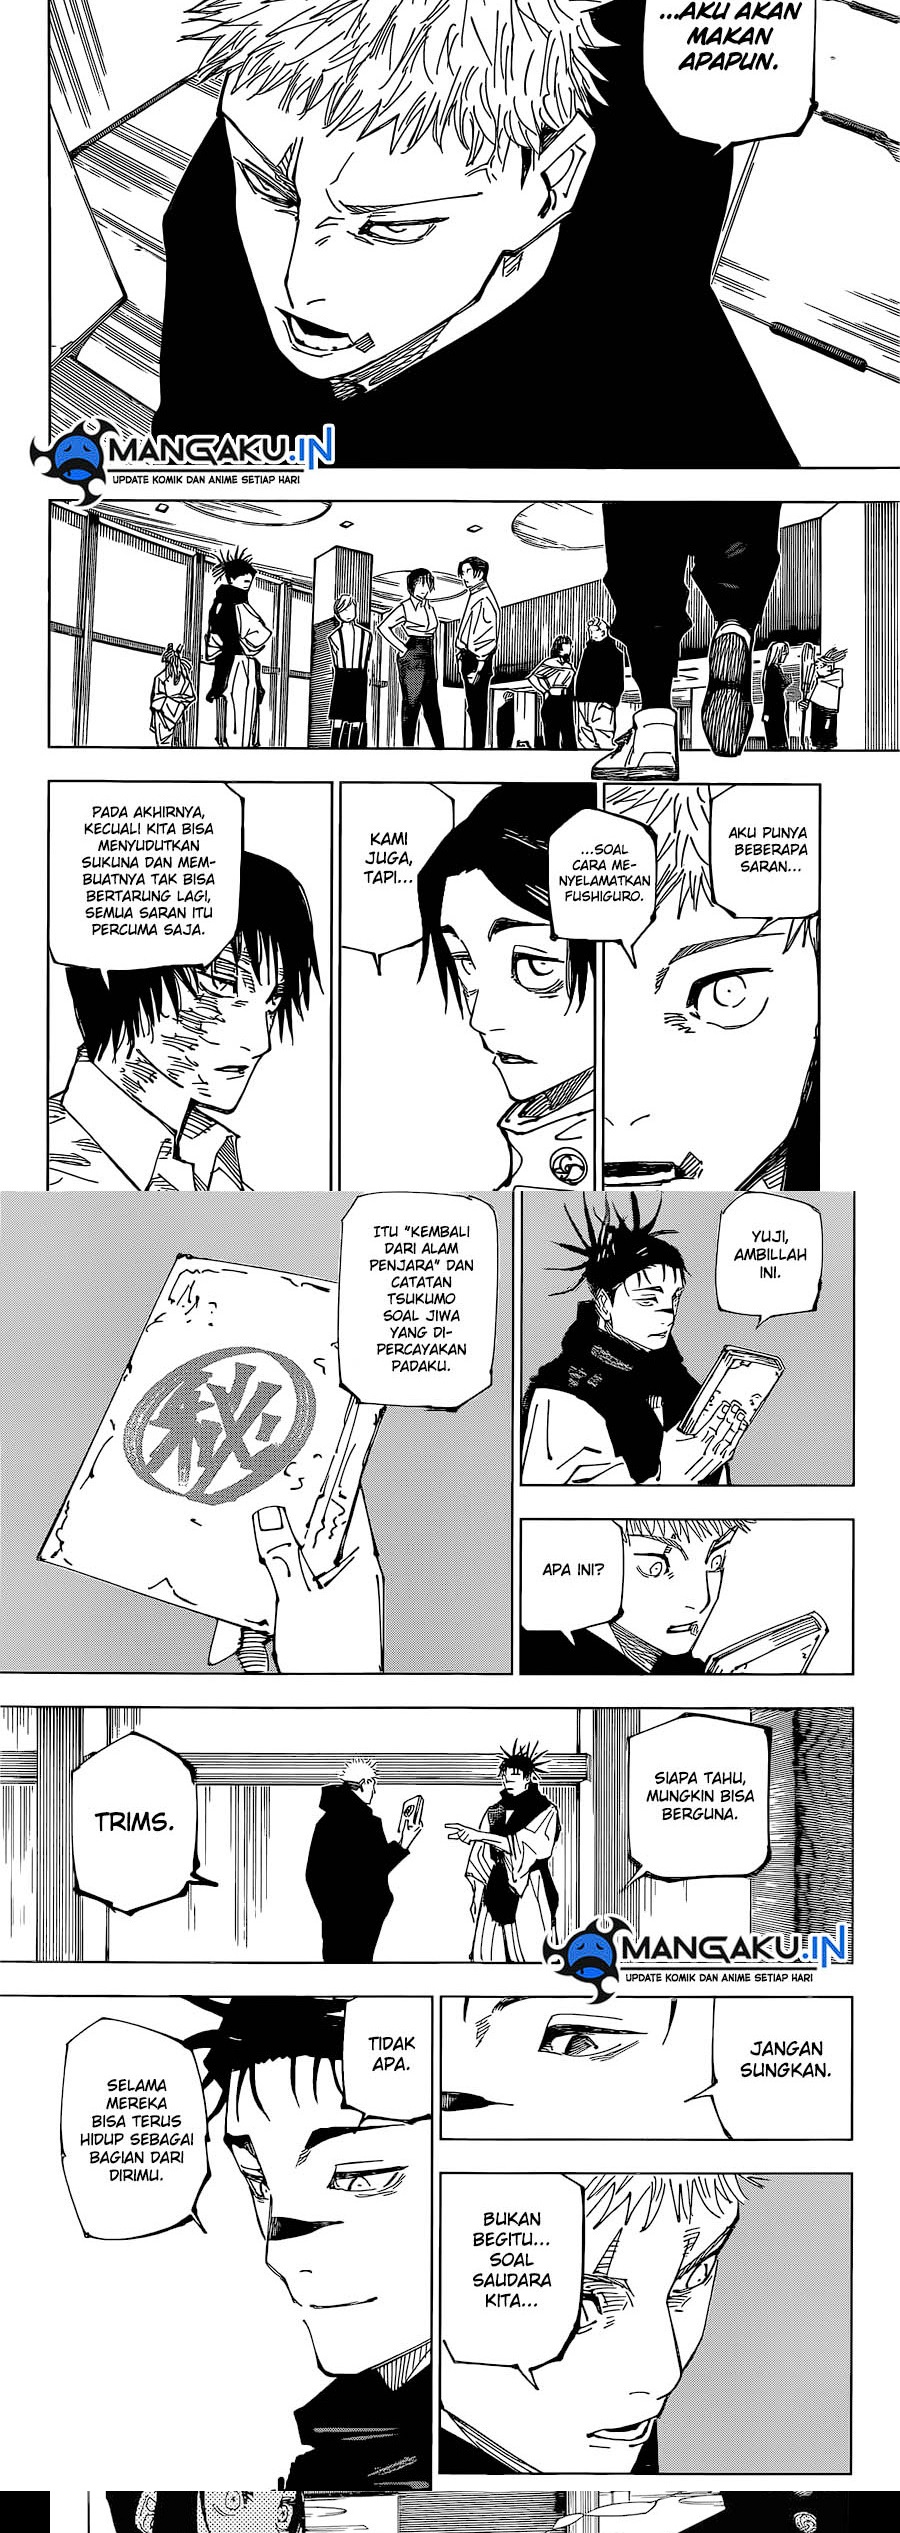 ...AKU AKAN
MAKAN
APAPUN.
MANGAKU.IN
UPDATE KOMIK DAN ANIME SETIAP HARI
AKU PUNYA
BEBERAPA
SARAN...
...SOAL
CARA ME-
NYELAMATKAN
FUSHIGURO.
KAMI
JUGA,
TAPI...
PADA AKHIRNYA,
KECUALI KITA BISA
MENYUDUTKAN
SUKUNA DAN MEM-
BUATNYA TAK BISA
BERTARUNG LAGI,
SEMUA SARAN ITU
PERCUMA SAJA.
YUJI,
AMBILLAH
INI.
APA INI?
ITU "KEMBALI
DARI ALAM
PENJARA" DAN
CATATAN
TSUKUMO
SOAL JIWA
YANG DI-
PERCAYAKAN
PADAKU.
秘
SIAPA TAHU,
MUNGKIN BISA
BERGUNA.
TRIMS.
MANGAKU.IN
UPDATE KOMIK DAN ANIME SETIAP HARI
JANGAN
SUNGKAN.
BUKAN
BEGITU...
SOAL
SAUDARA
KITA...
TIDAK
APA.
SELAMA
MEREKA
BISA TERUS
HIDUP SEBAGAI
BAGIAN DARI
DIRIMU.